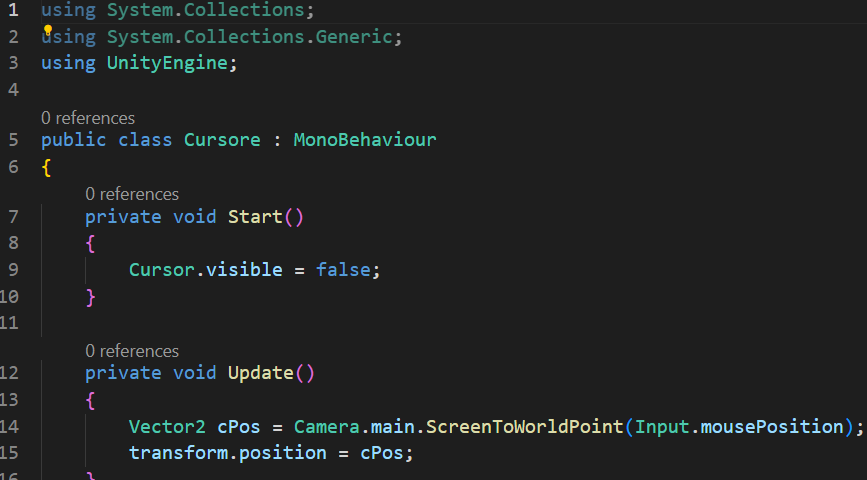 1 using System.Collections;
2 using System.Collections.Generic;
3 using UnityEngine;
4
0 references
5 public class Cursore : MonoBehaviour
6 {
0 references
7 private void Start()
8 {
9 Cursor.visible = false;
10 }
11
0 references
12 private void Update()
13 {
14 Vector2 cPos = Camera.main.ScreenToWorldPoint(Input.mousePosition);
15 transform.position = cPos;
16 }